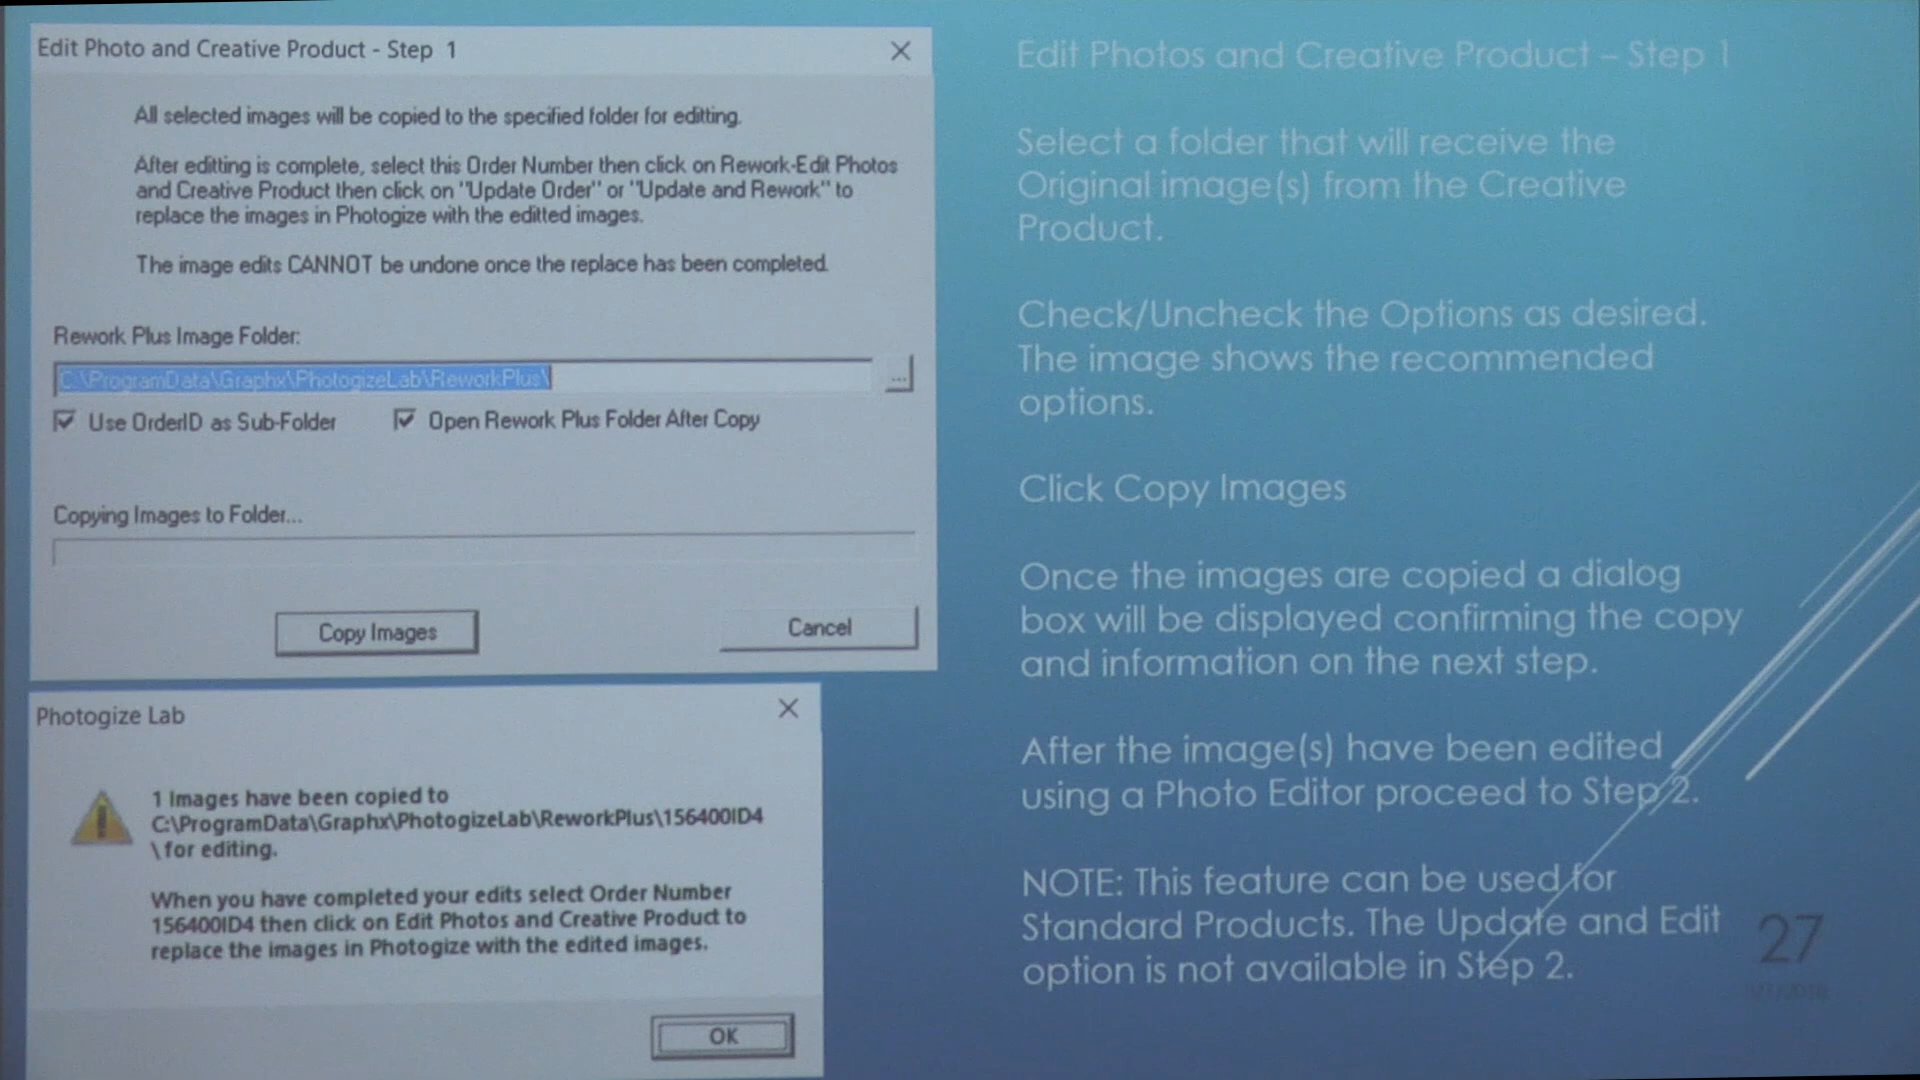 Edit Photo and Creative Product - Step 1
All selected images will be copied to the specified folder for editting.
After editting is complete, select this Order Number then click on Rework-Edit Photos
and Creative Product then click on "Update Order" or "Update and Rework" to
replace the images in Photogize with the editted images.
The image edits CANNOT be undone once the replace has been completed.
Rework Plus Image Folder:
C:\ProgramData\Graphx\PhotogizeLab\ReworkPlus\
...
Use OrderID as Sub-Folder
Open Rework Plus Folder After Copy
Copying Images to Folder...
Copy Images
Cancel
Photogize Lab
1 Images have been copied to
C:\ProgramData\Graphx\PhotogizeLab\ReworkPlus\156400ID4
\ for editing.
When you have completed your edits select Order Number
156400ID4 then click on Edit Photos and Creative Product to
replace the images in Photogize with the edited images.
OK
Edit Photos and Creative Product – Step 1
Select a folder that will receive the
Original image(s) from the Creative
Product.
Check/Uncheck the Options as desired.
The image shows the recommended
options.
Click Copy Images
Once the images are copied a dialog
box will be displayed confirming the copy
and information on the next step.
After the image(s) have been edited
using a Photo Editor proceed to Step 2.
NOTE: This feature can be used for
Standard Products. The Update and Edit
option is not available in Step 2.
27